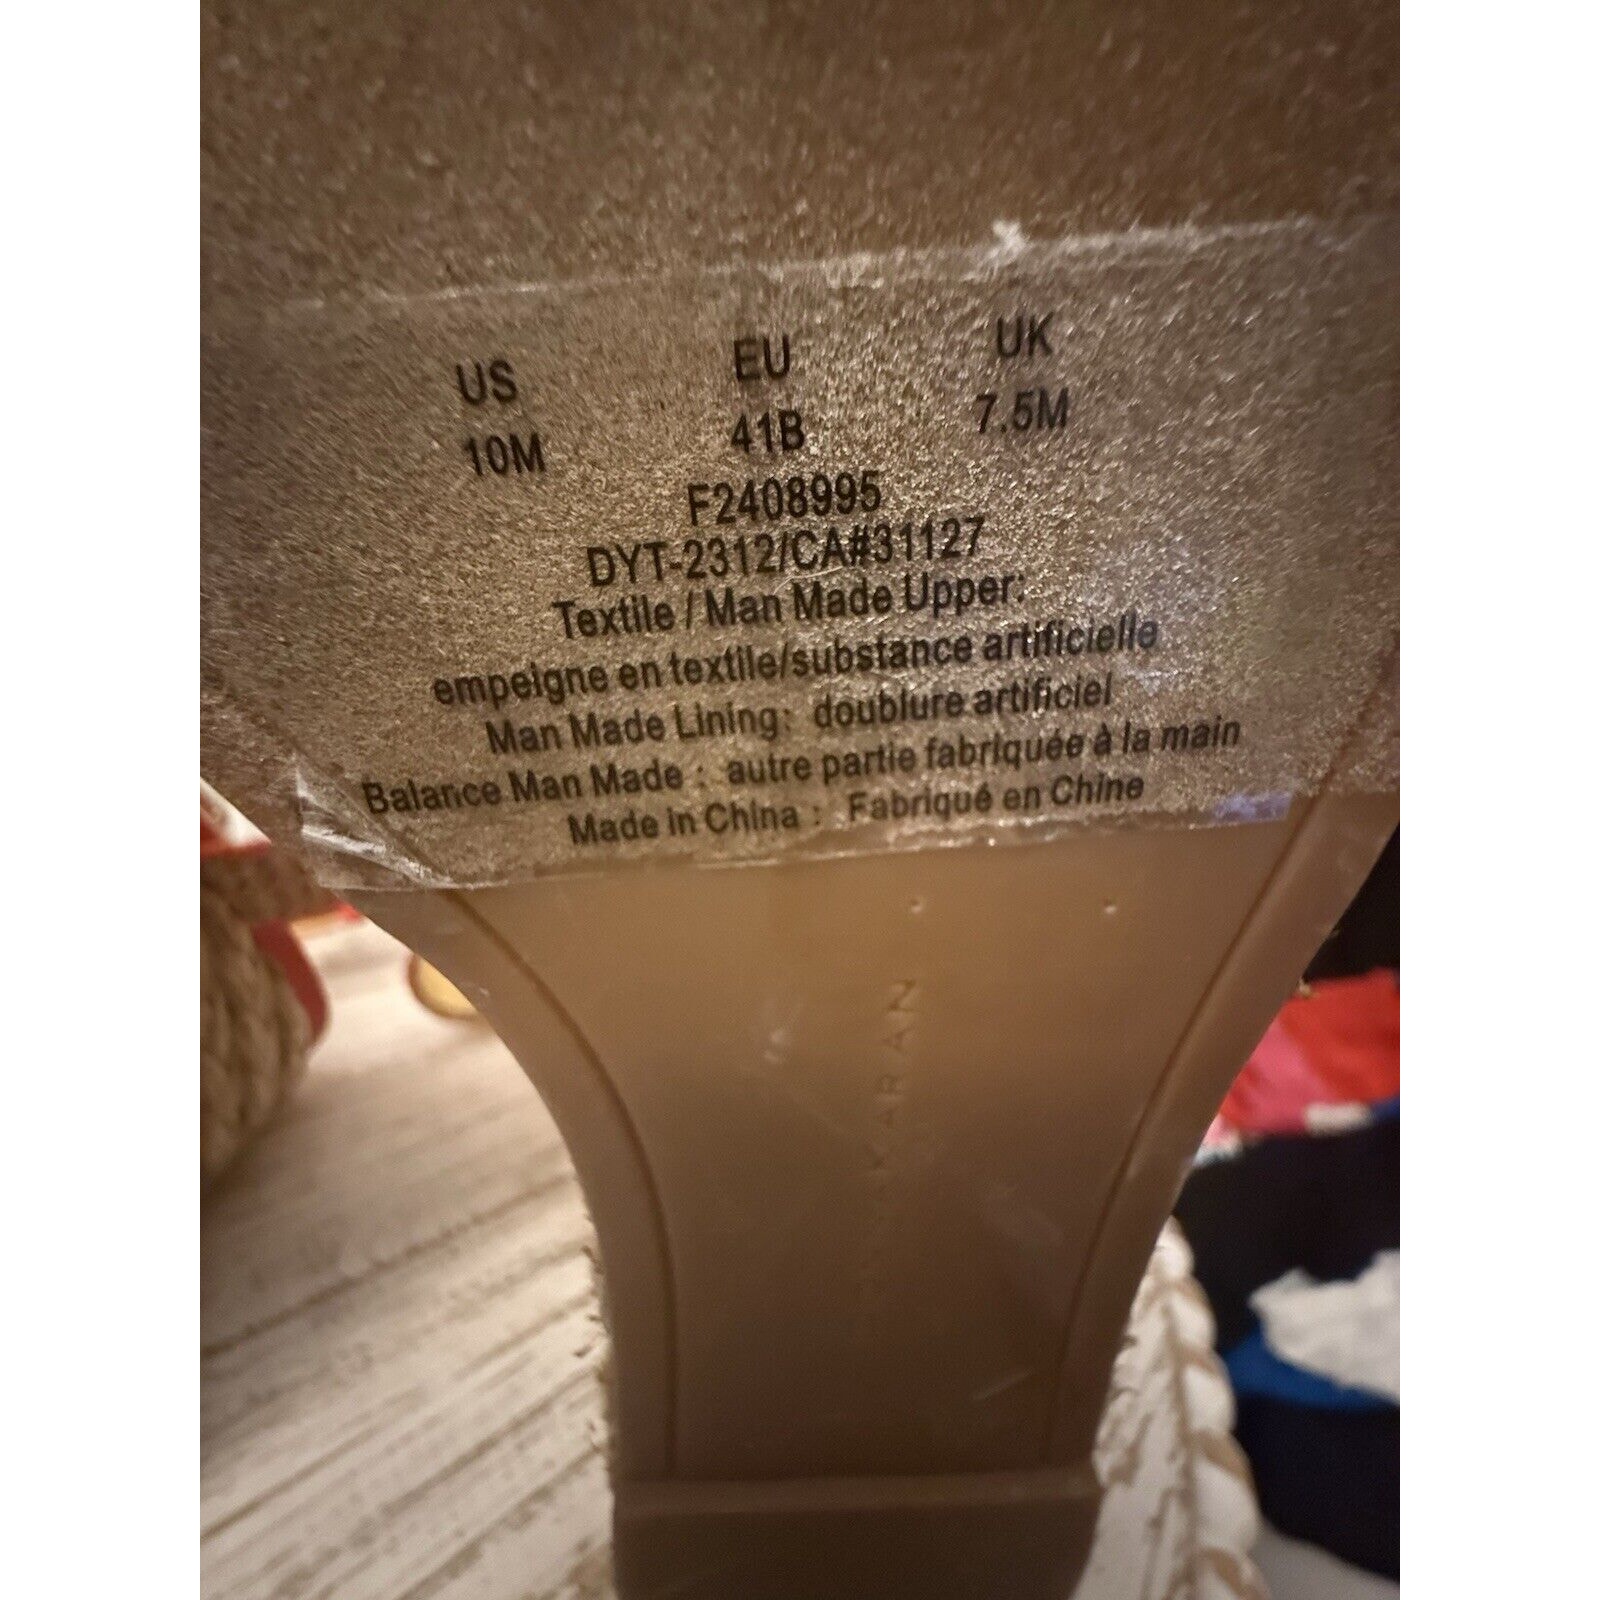 US EU UK
10M 41B 7.5M
F2408995
DYT-2312/CA#31127
Textile / Man Made Upper:
empeigne en textile/substance artificielle
Man Made Lining: doublure artificiel
Balance Man Made : autre partie fabriquée à la main
Made in China : Fabriqué en Chine
KARAN